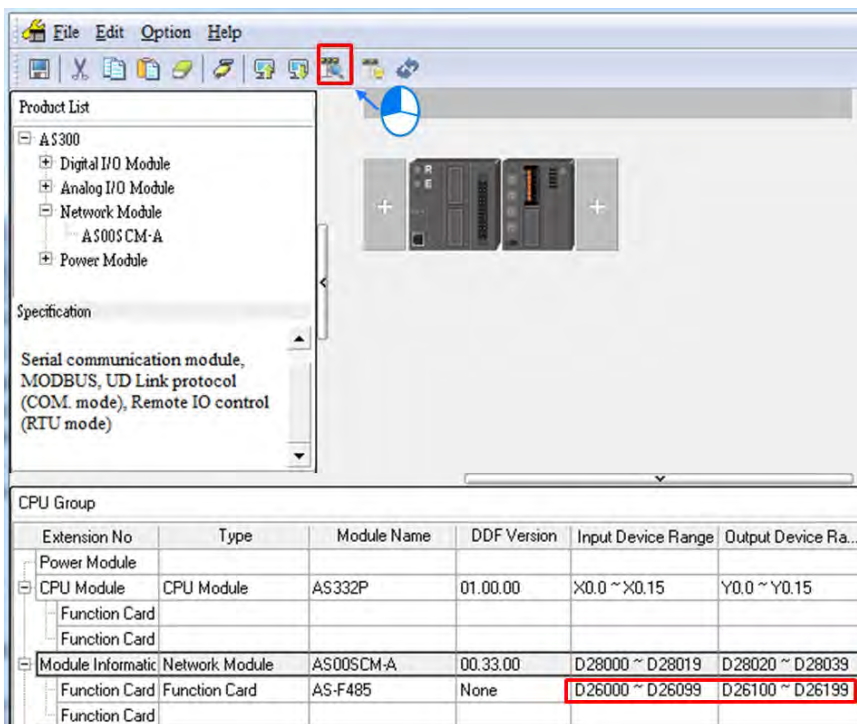 File Edit Option Help
Product List
AS300
Digital I/O Module
Analog I/O Module
Network Module
AS00SCM-A
Power Module
Specification
Serial communication module,
MODBUS, UD Link protocol
(COM. mode), Remote IO control
(RTU mode)
R
E
CPU Group
Extension No Type Module Name DDF Version Input Device Range Output Device Ra...
Power Module
CPU Module CPU Module AS332P 01.00.00 X0.0 ~ X0.15 Y0.0 ~ Y0.15
Function Card
Function Card
Module Informatic Network Module AS00SCM-A 00.33.00 D28000 ~ D28019 D28020 ~ D28039
Function Card Function Card AS-F485 None D26000 ~ D26099 D26100 ~ D26199
Function Card